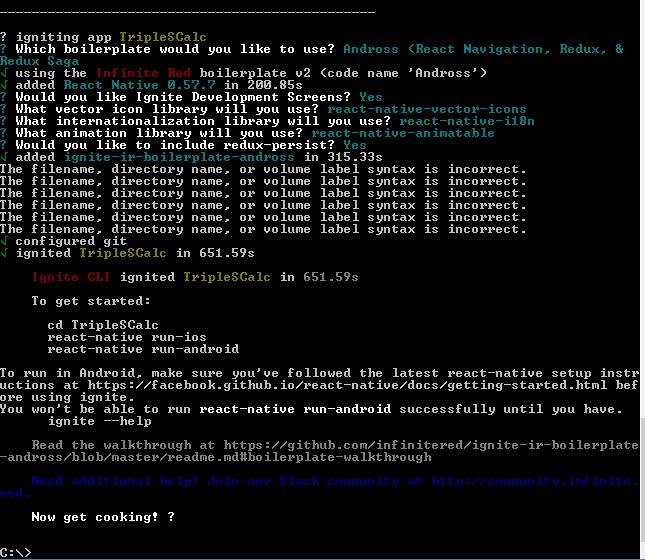 -----------------------------------------------
? igniting app TripleSCalc
? Which boilerplate would you like to use? Andross (React Navigation, Redux, &
Redux Saga
√ using the Infinite Red boilerplate v2 (code name 'Andross')
√ added React Native 0.57.7 in 200.85s
? Would you like Ignite Development Screens? Yes
? What vector icon library will you use? react-native-vector-icons
? What internationalization library will you use? react-native-i18n
? What animation library will you use? react-native-animatable
? Would you like to include redux-persist? Yes
√ added ignite-ir-boilerplate-andross in 315.33s
The filename, directory name, or volume label syntax is incorrect.
The filename, directory name, or volume label syntax is incorrect.
The filename, directory name, or volume label syntax is incorrect.
The filename, directory name, or volume label syntax is incorrect.
The filename, directory name, or volume label syntax is incorrect.
The filename, directory name, or volume label syntax is incorrect.
√ configured git
√ ignited TripleSCalc in 651.59s
Ignite CLI ignited TripleSCalc in 651.59s
To get started:
cd TripleSCalc
react-native run-ios
react-native run-android
To run in Android, make sure you've followed the latest react-native setup instr
uctions at https://facebook.github.io/react-native/docs/getting-started.html bef
ore using ignite.
You won't be able to run react-native run-android successfully until you have.
ignite --help
Read the walkthrough at https://github.com/infinitered/ignite-ir-boilerplate
-andross/blob/master/readme.md#boilerplate-walkthrough
Need additional help? Join our Slack community at http://community.infinite.
red.
Now get cooking! ?
C:\>